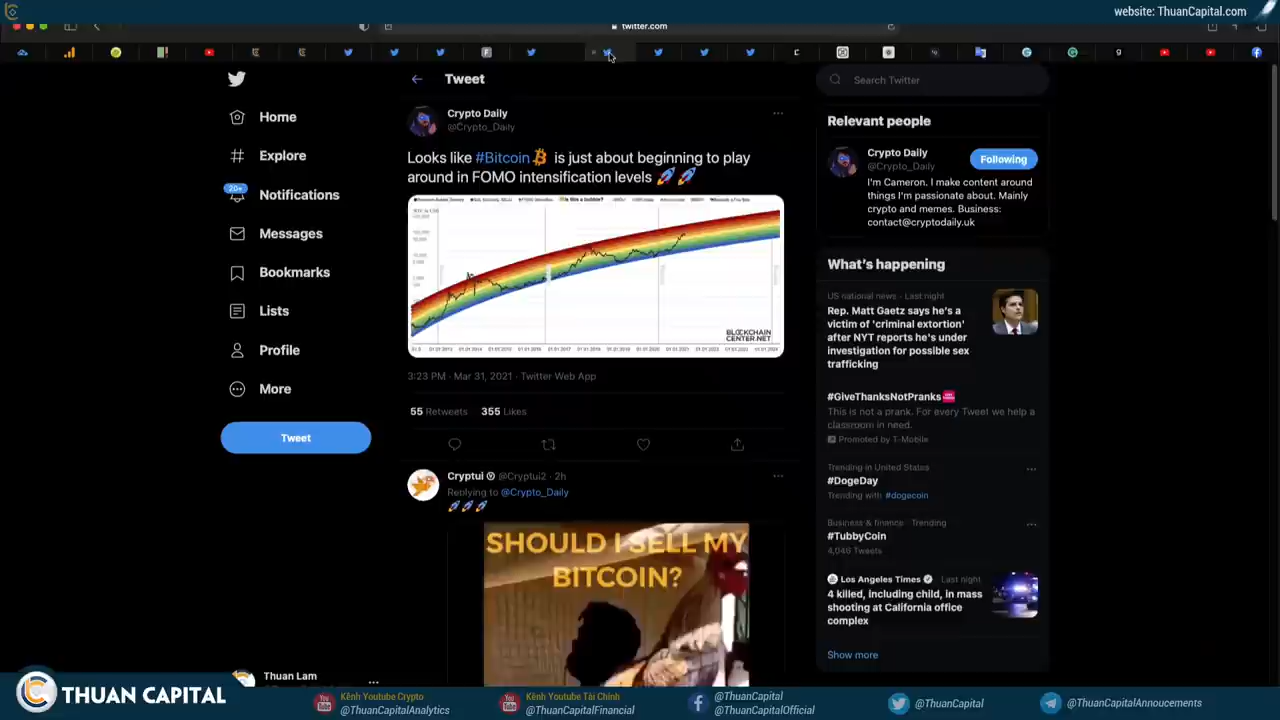 website: ThuanCapital.com
twitter.com
Home
Explore
20+
Notifications
Messages
Bookmarks
Lists
Profile
More
Tweet
Thuan Lam
Tweet
Crypto Daily
@Crypto_Daily
Looks like #Bitcoin is just about beginning to play
around in FOMO intensification levels
Is this a bubble?
BLOCKCHAIN
CENTER.NET
3:23 PM · Mar 31, 2021 · Twitter Web App
55 Retweets 355 Likes
Cryptui @Cryptui2 · 2h
Replying to @Crypto_Daily
SHOULD I SELL MY
BITCOIN?
Search Twitter
Relevant people
Crypto Daily
@Crypto_Daily
Following
I'm Cameron. I make content around
things I'm passionate about. Mainly
crypto and memes. Business:
contact@cryptodaily.uk
What's happening
US national news · Last night
Rep. Matt Gaetz says he's a
victim of 'criminal extortion'
after NYT reports he's under
investigation for possible sex
trafficking
#GiveThanksNotPranks
This is not a prank. For every Tweet we help a
classroom in need.
Promoted by T-Mobile
Trending in United States
#DogeDay
Trending with #dogecoin
Business & finance · Trending
#TubbyCoin
4,046 Tweets
Los Angeles Times Last night
4 killed, including child, in mass
shooting at California office
complex
Show more
THUAN CAPITAL
Kênh Youtube Crypto
@ThuanCapitalAnalytics
Kênh Youtube Tài Chính
@ThuanCapitalFinancial
@ThuanCapital
@ThuanCapitalOfficial
@ThuanCapital
@ThuanCapitalAnnoucements